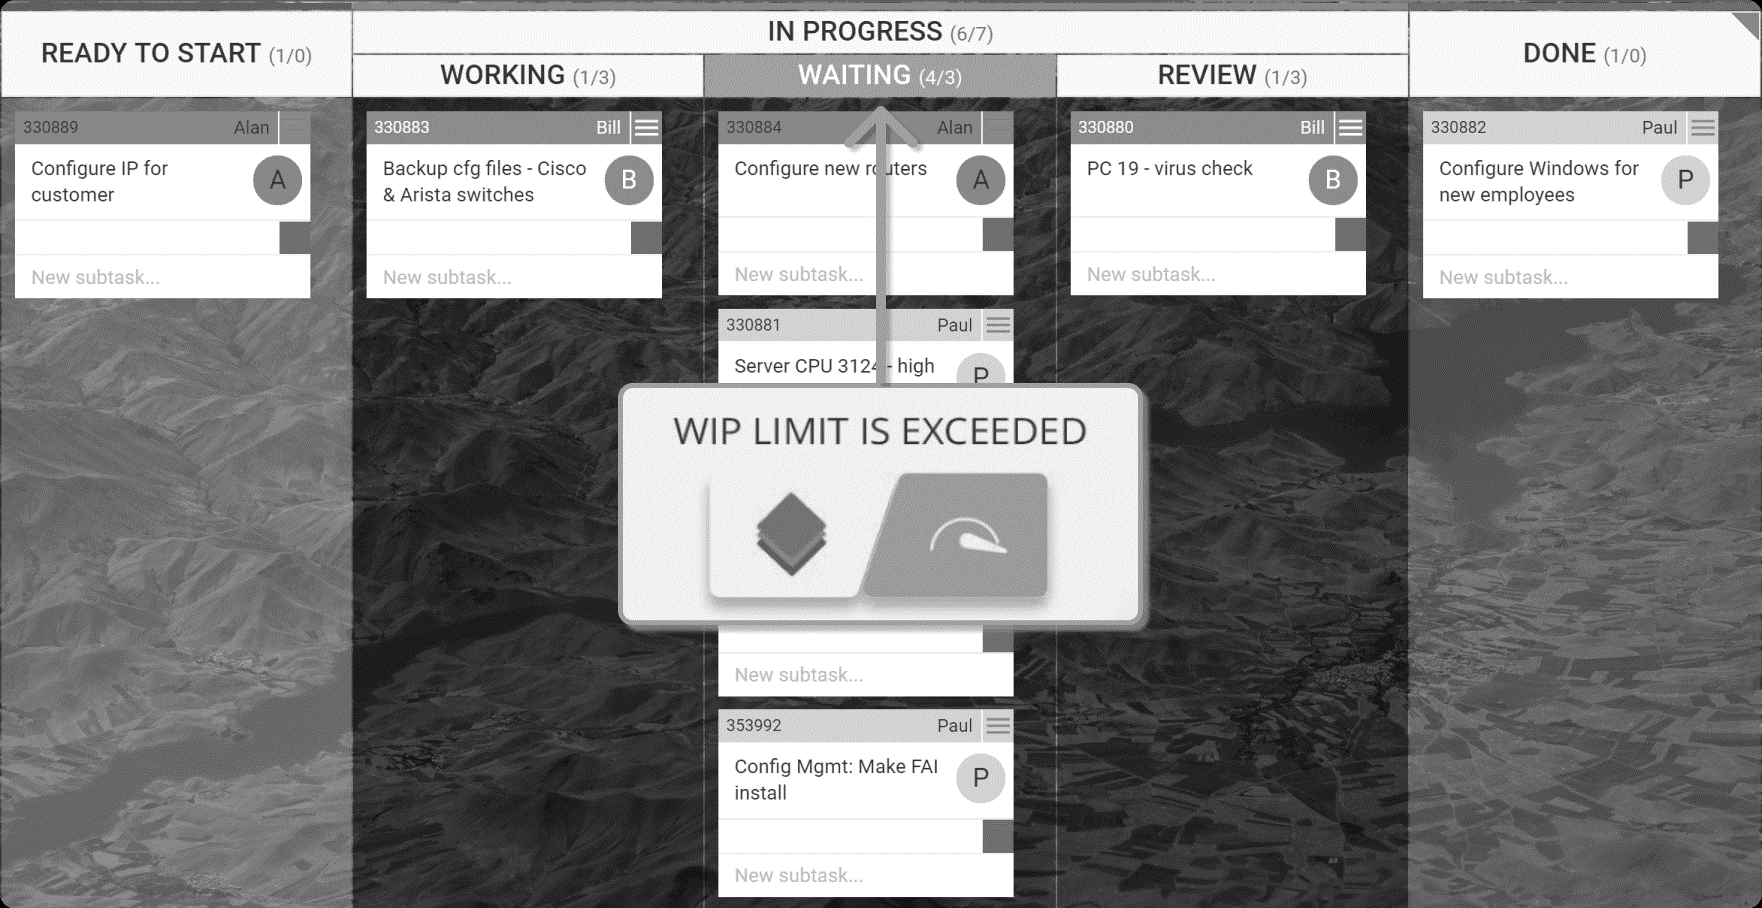 READY TO START (1/0)
IN PROGRESS (6/7)
WORKING (1/3)
WAITING (4/3)
REVIEW (1/3)
DONE (1/0)
330889 Alan
Configure IP for
customer
A
New subtask...
330883 Bill
Backup cfg files - Cisco
& Arista switches
B
New subtask...
330884 Alan
Configure new routers
A
New subtask...
330881 Paul
Server CPU 3124 - high
P
WIP LIMIT IS EXCEEDED
New subtask...
353992 Paul
Config Mgmt: Make FAI
install
P
New subtask...
330880 Bill
PC 19 - virus check
B
New subtask...
330882 Paul
Configure Windows for
new employees
P
New subtask...